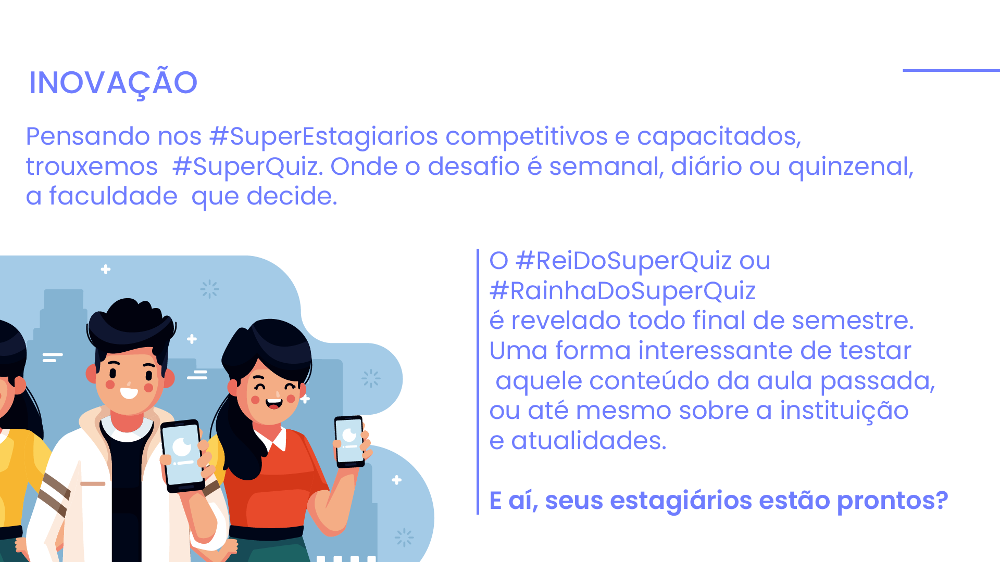 INOVAÇÃO
Pensando nos #SuperEstagiarios competitivos e capacitados,
trouxemos  #SuperQuiz. Onde o desafio é semanal, diário ou quinzenal,
a faculdade  que decide.
O #ReiDoSuperQuiz ou
#RainhaDoSuperQuiz
é revelado todo final de semestre.
Uma forma interessante de testar
aquele conteúdo da aula passada,
ou até mesmo sobre a instituição
e atualidades.
E aí, seus estagiários estão prontos?